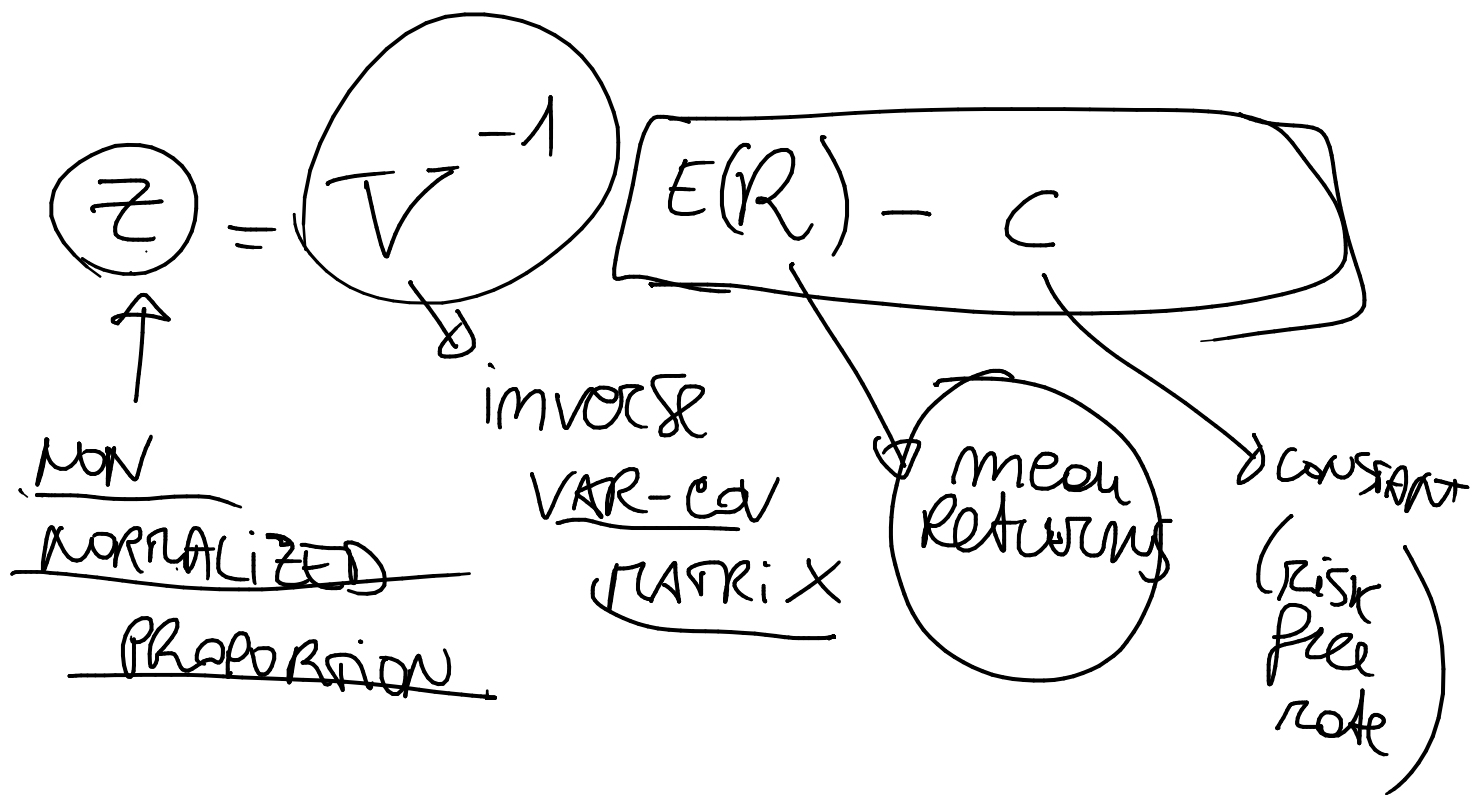 Z = V⁻¹ E(R) − C
inverse
VAR-COV
MATRIX
NON
NORMALIZED
PROPORTION
mean
Returns
CONSTANT
(risk
free
rate)